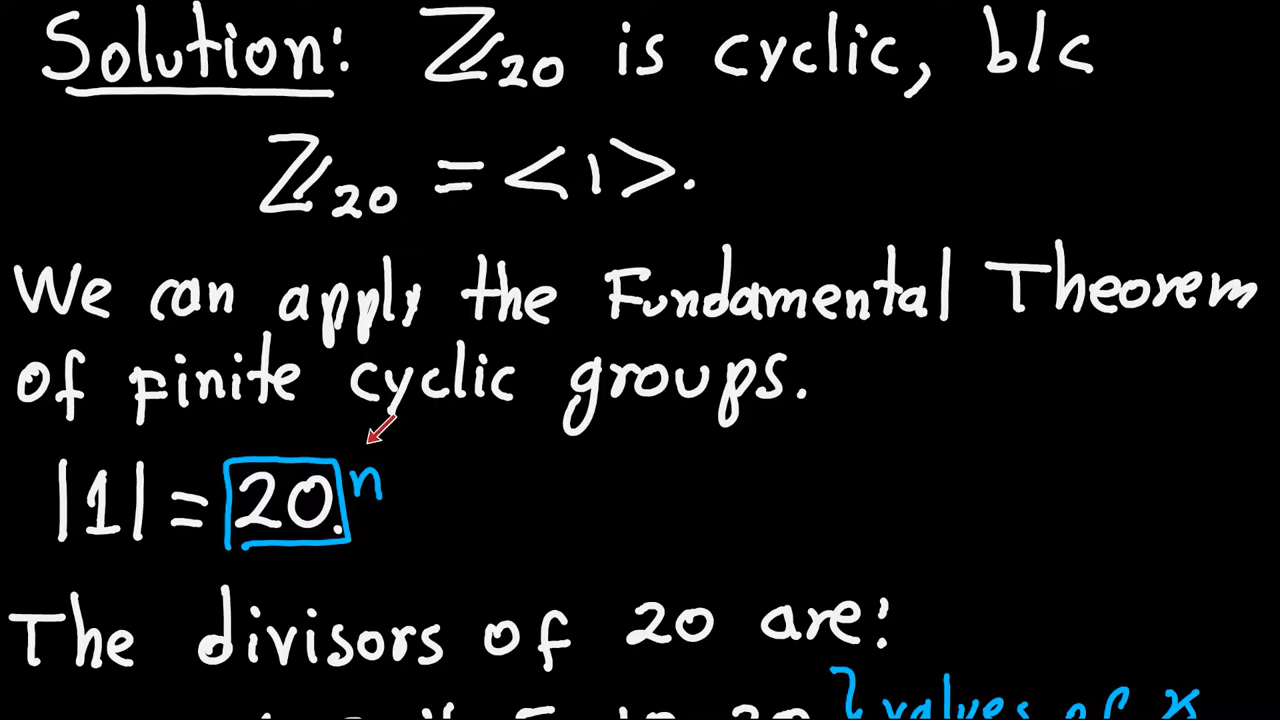 Solution: ℤ20 is cyclic, b/c
ℤ20 = <1>.
We can apply the Fundamental Theorem
of finite cyclic groups.
|1| = 20. n
The divisors of 20 are: